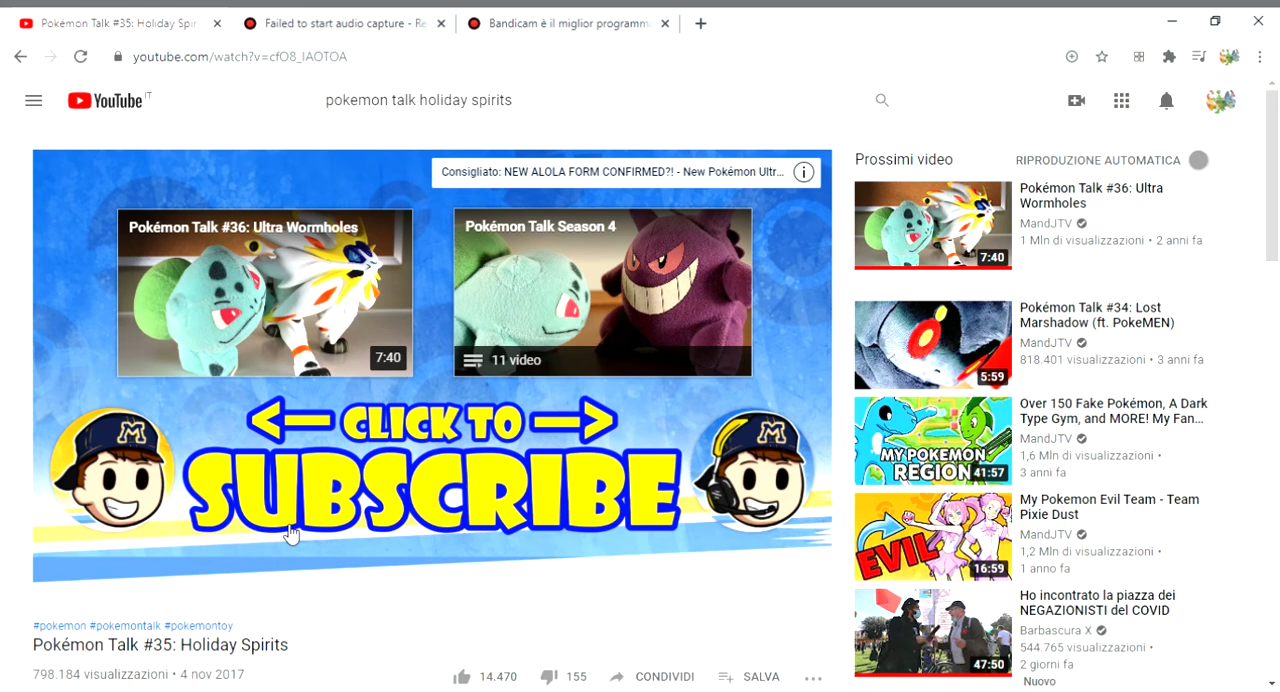 Pokémon Talk #35: Holiday Spir
Failed to start audio capture - Re
Bandicam è il miglior programma
youtube.com/watch?v=cfO8_IAOTOA
YouTube IT
pokemon talk holiday spirits
Consigliato: NEW ALOLA FORM CONFIRMED?! - New Pokémon Ultr...
Pokémon Talk #36: Ultra Wormholes
7:40
Pokémon Talk Season 4
11 video
CLICK TO
SUBSCRIBE
M
M
#pokemon #pokemontalk #pokemontoy
Pokémon Talk #35: Holiday Spirits
798.184 visualizzazioni • 4 nov 2017
14.470
155
CONDIVIDI
SALVA
Prossimi video
RIPRODUZIONE AUTOMATICA
7:40
Pokémon Talk #36: Ultra
Wormholes
MandJTV
1 Mln di visualizzazioni • 2 anni fa
5:59
Pokémon Talk #34: Lost
Marshadow (ft. PokeMEN)
MandJTV
818.401 visualizzazioni • 3 anni fa
MY POKEMON
REGION
41:57
Over 150 Fake Pokémon, A Dark
Type Gym, and MORE! My Fan...
MandJTV
1,6 Mln di visualizzazioni •
3 anni fa
EVIL
16:59
My Pokemon Evil Team - Team
Pixie Dust
MandJTV
1,2 Mln di visualizzazioni •
1 anno fa
47:50
Ho incontrato la piazza dei
NEGAZIONISTI del COVID
Barbascura X
544.765 visualizzazioni •
2 giorni fa
Nuovo